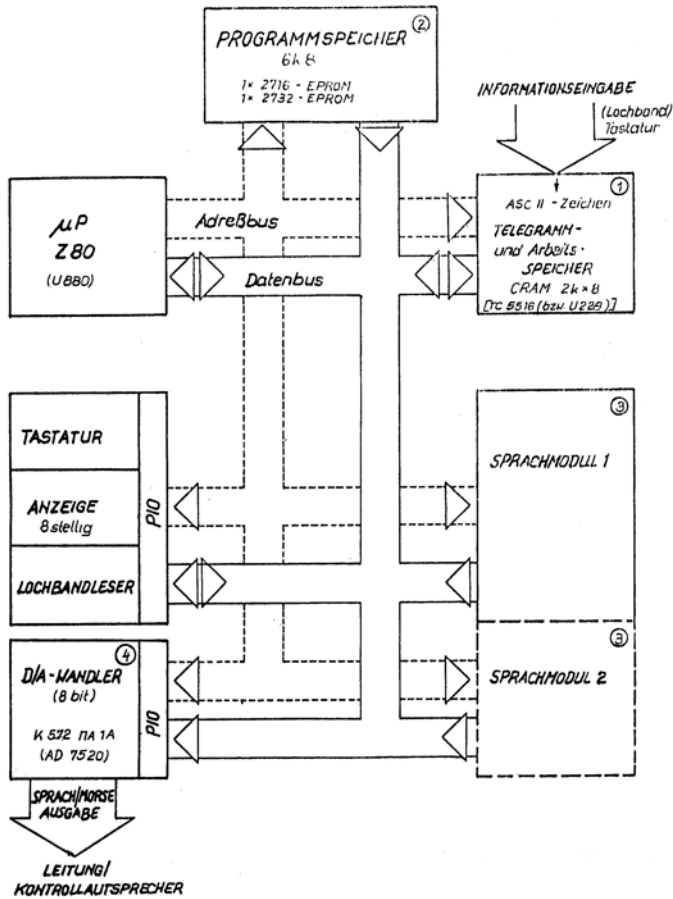 ②
PROGRAMMSPEICHER
6k 8
1x 2716 - EPROM
1x 2732 - EPROM
INFORMATIONSEINGABE
(Lochband)
Tastatur
µP
Z80
(U880)
Adreßbus
Datenbus
①
ASC II - Zeichen
TELEGRAMM-
und Arbeits-
SPEICHER
CRAM 2k x 8
[TC 5516 (bzw. U229)]
TASTATUR
ANZEIGE
8stellig
LOCHBANDLESER
PIO
③
SPRACHMODUL 1
④
D/A-WANDLER
(8 bit)
K 572 ПА 1А
(AD 7520)
PIO
③
SPRACHMODUL 2
SPRACH/MORSE
AUSGABE
LEITUNG/
KONTROLLAUTSPRECHER